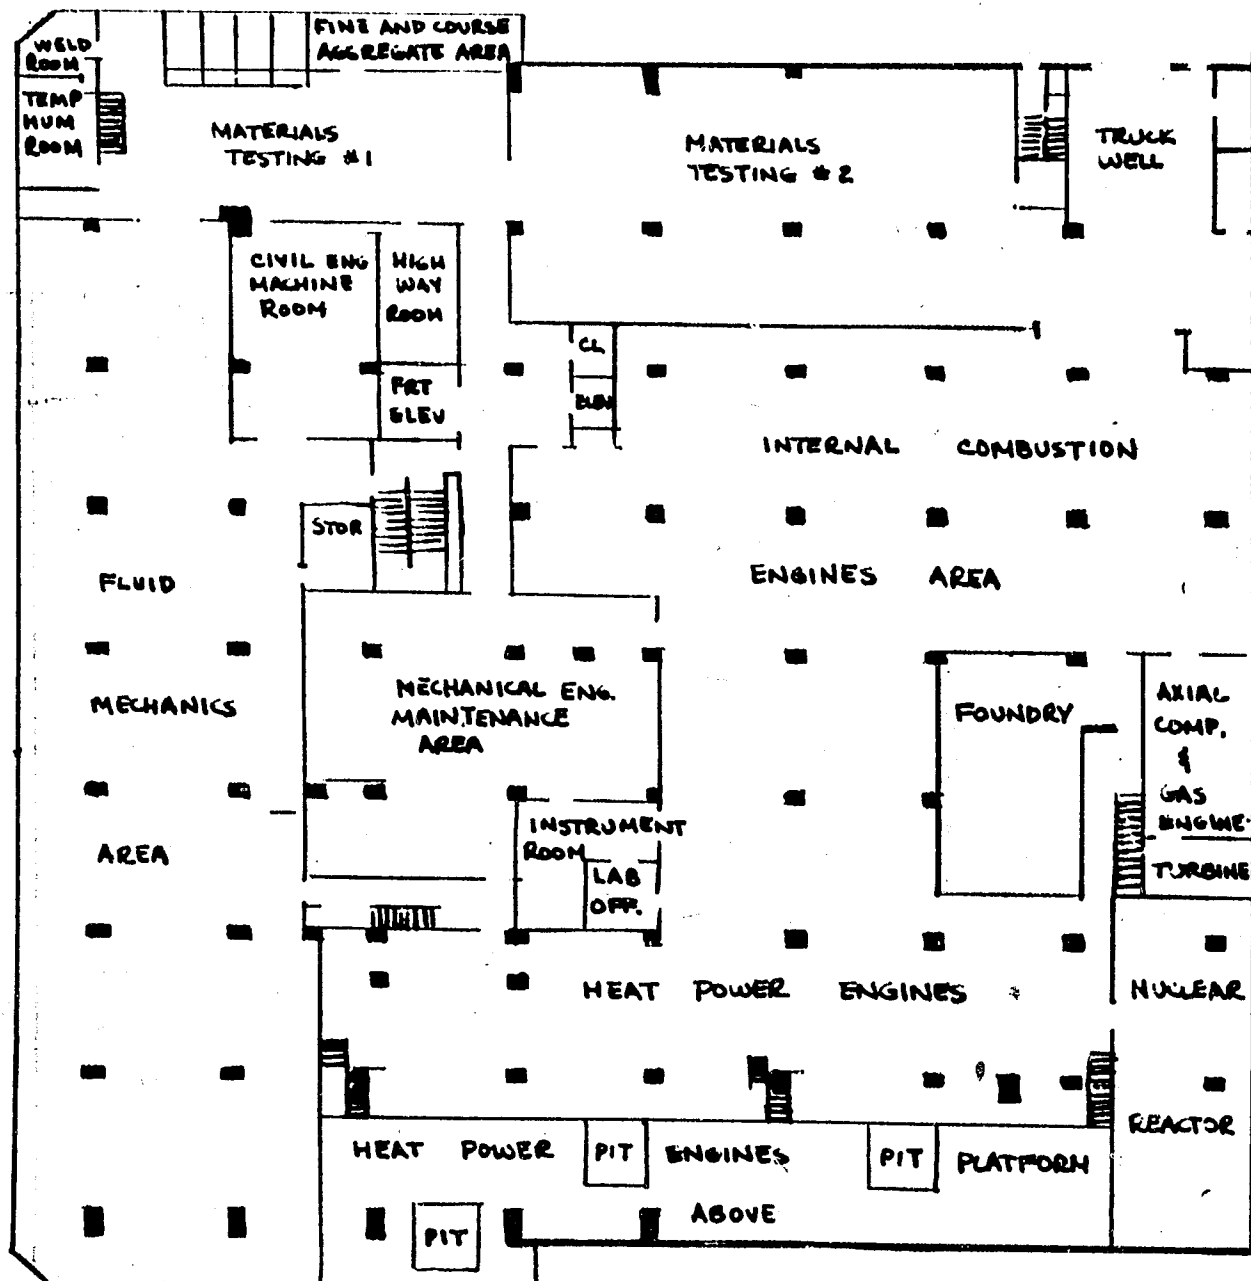 FINE AND COURSE
AGGREGATE AREA
WELD
ROOM
TEMP
HUM
ROOM
MATERIALS
TESTING #1
MATERIALS
TESTING #2
TRUCK
WELL
CIVIL ENG
MACHINE
ROOM
HIGH
WAY
ROOM
CL
ELEV
FRT
ELEV
INTERNAL COMBUSTION
ENGINES AREA
STOR
FLUID
MECHANICS
AREA
MECHANICAL ENG.
MAINTENANCE
AREA
FOUNDRY
AXIAL
COMP.
&
GAS
ENGINE
TURBINE
INSTRUMENT
ROOM
LAB
OFF.
HEAT POWER ENGINES
NUCLEAR
REACTOR
HEAT POWER PIT ENGINES PIT PLATFORM
ABOVE
PIT